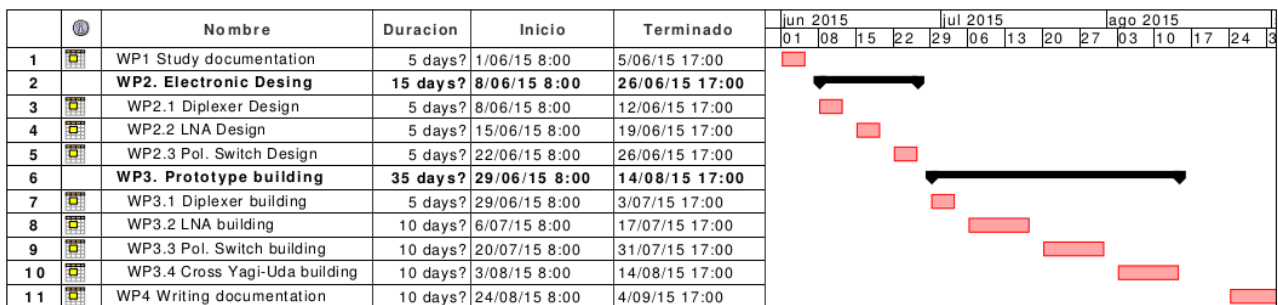 Nombre Duracion Inicio Terminado jun 2015 jul 2015 ago 2015
01 08 15 22 29 06 13 20 27 03 10 17 24 3
1 WP1 Study documentation 5 days? 1/06/15 8:00 5/06/15 17:00
2 WP2. Electronic Desing 15 days? 8/06/15 8:00 26/06/15 17:00
3 WP2.1 Diplexer Design 5 days? 8/06/15 8:00 12/06/15 17:00
4 WP2.2 LNA Design 5 days? 15/06/15 8:00 19/06/15 17:00
5 WP2.3 Pol. Switch Design 5 days? 22/06/15 8:00 26/06/15 17:00
6 WP3. Prototype building 35 days? 29/06/15 8:00 14/08/15 17:00
7 WP3.1 Diplexer building 5 days? 29/06/15 8:00 3/07/15 17:00
8 WP3.2 LNA building 10 days? 6/07/15 8:00 17/07/15 17:00
9 WP3.3 Pol. Switch building 10 days? 20/07/15 8:00 31/07/15 17:00
10 WP3.4 Cross Yagi-Uda building 10 days? 3/08/15 8:00 14/08/15 17:00
11 WP4 Writing documentation 10 days? 24/08/15 8:00 4/09/15 17:00